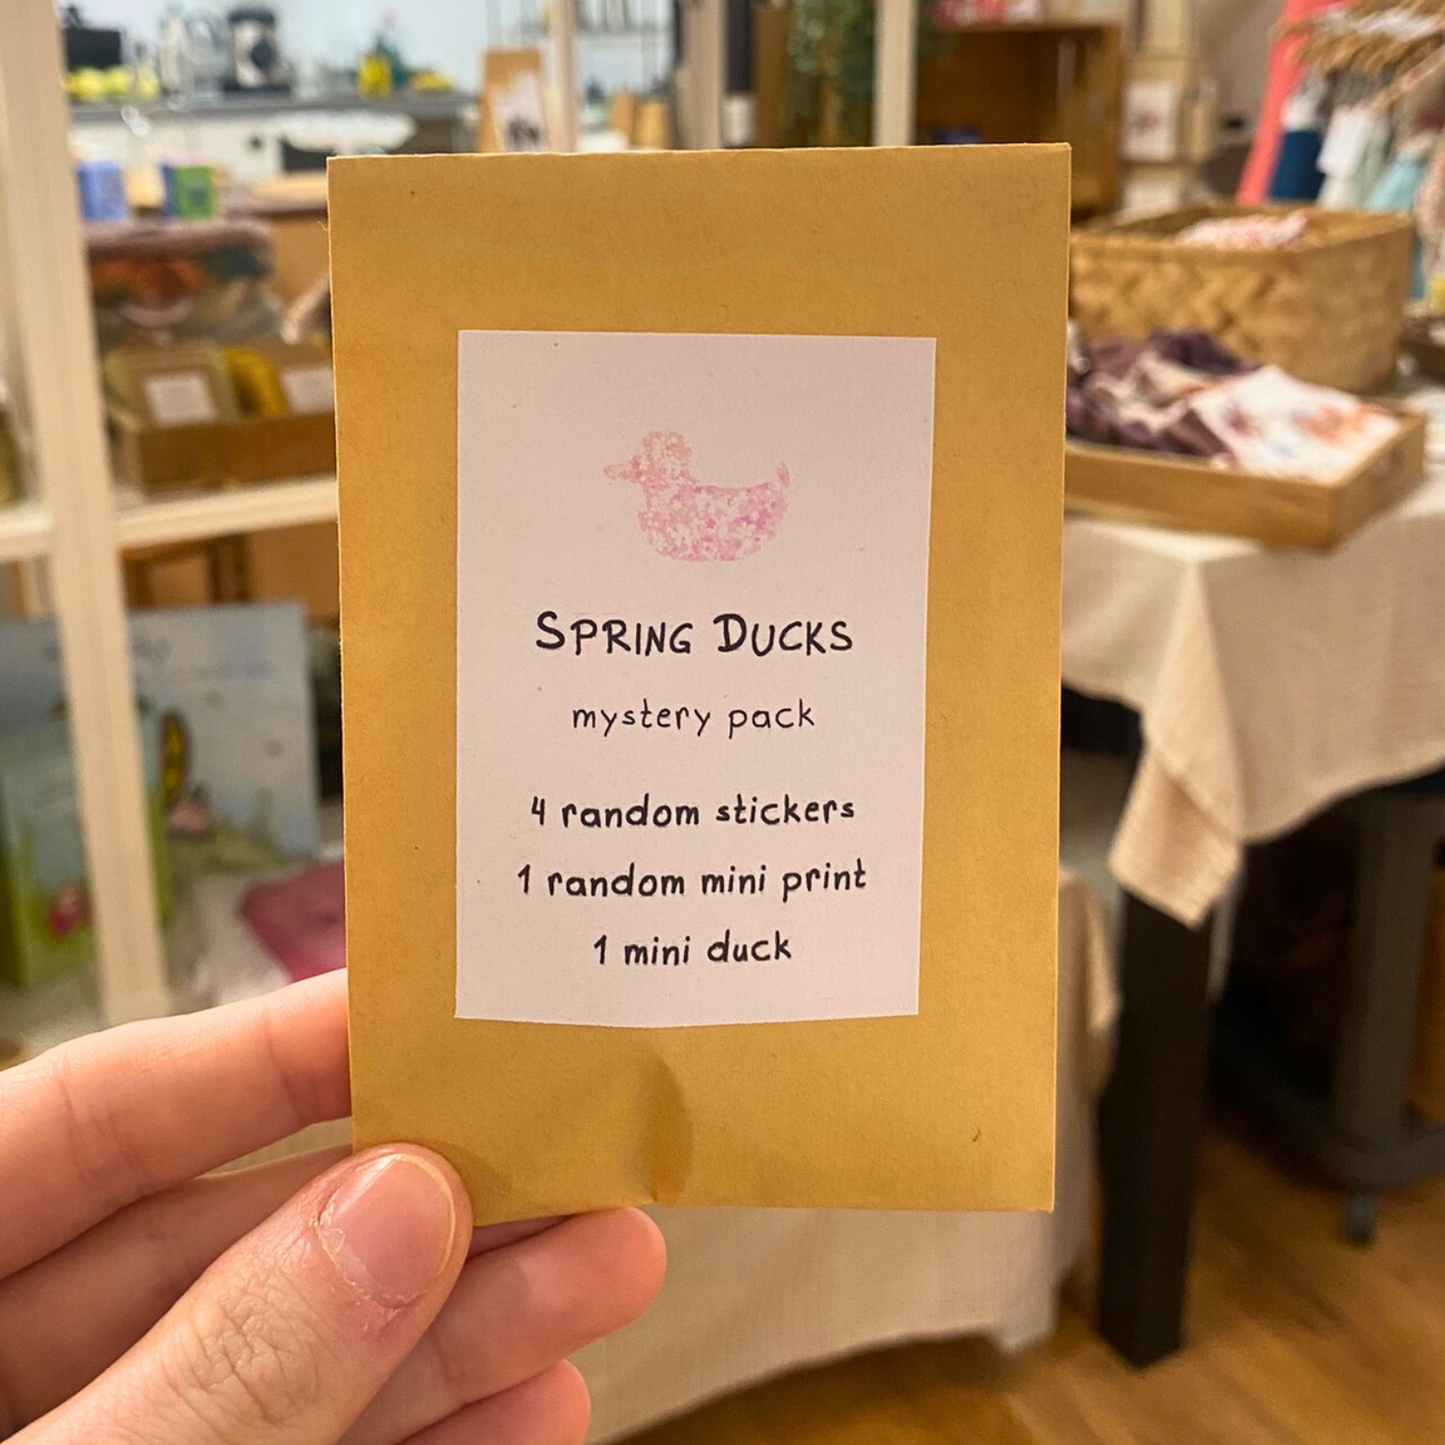 SPRING DUCKS
mystery pack
4 random stickers
1 random mini print
1 mini duck